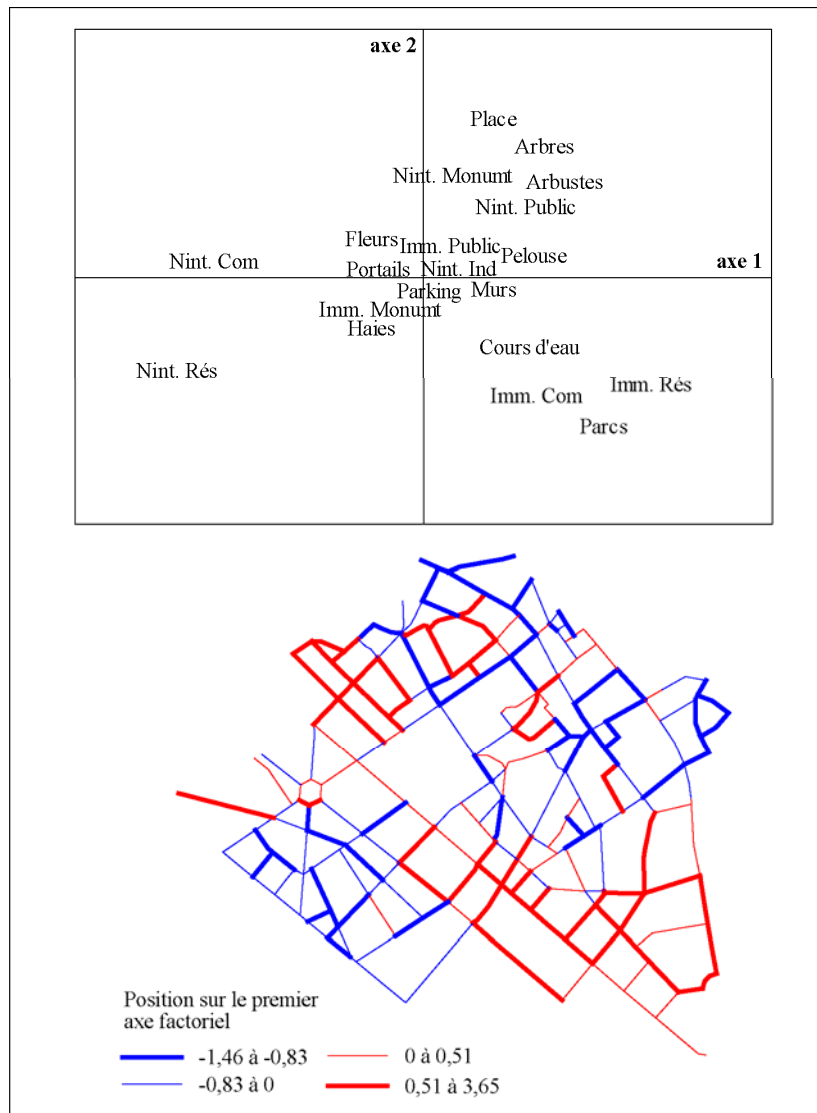 axe 2
Place
Arbres
Nint. Monumt
Arbustes
Nint. Public
Fleurs
Imm. Public
Pelouse
Nint. Com
axe 1
Portails
Nint. Ind
Parking
Murs
Imm. Monumt
Haies
Cours d'eau
Nint. Rés
Imm. Rés
Imm. Com
Parcs
Position sur le premier
axe factoriel
-1,46 à -0,83
0 à 0,51
-0,83 à 0
0,51 à 3,65